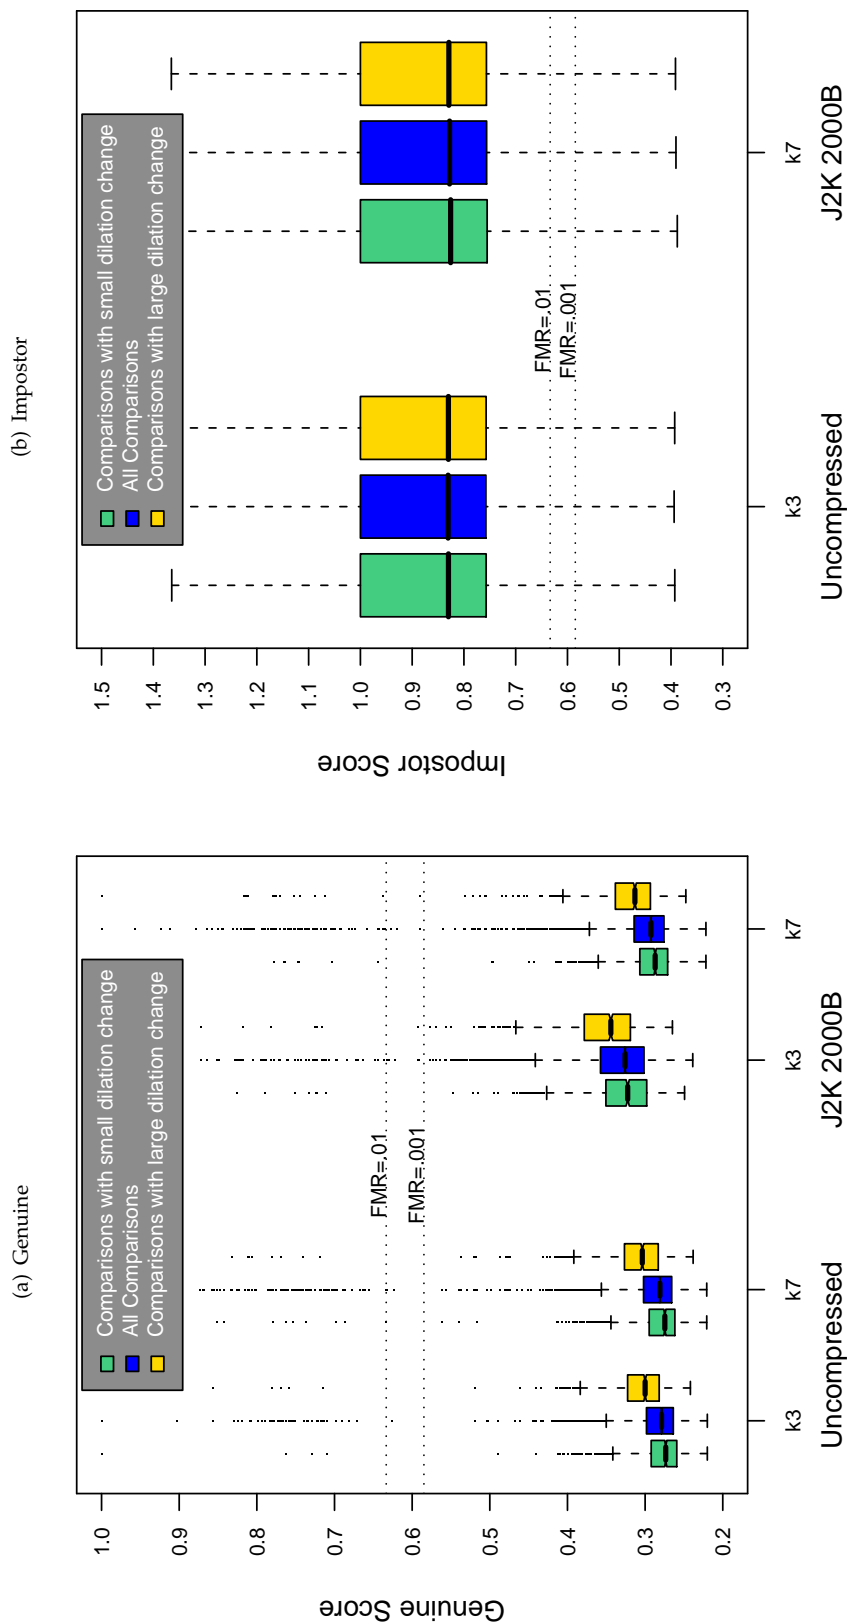 (a) Genuine
Genuine Score
0.2
0.3
0.4
0.5
0.6
0.7
0.8
0.9
1.0
Comparisons with small dilation change
All Comparisons
Comparisons with large dilation change
FMR=.01
FMR=.001
k3
k7
k3
k7
Uncompressed
J2K 2000B
(b) Impostor
Impostor Score
0.3
0.4
0.5
0.6
0.7
0.8
0.9
1.0
1.1
1.2
1.3
1.4
1.5
Comparisons with small dilation change
All Comparisons
Comparisons with large dilation change
FMR=.01
FMR=.001
k3
k7
Uncompressed
J2K 2000B